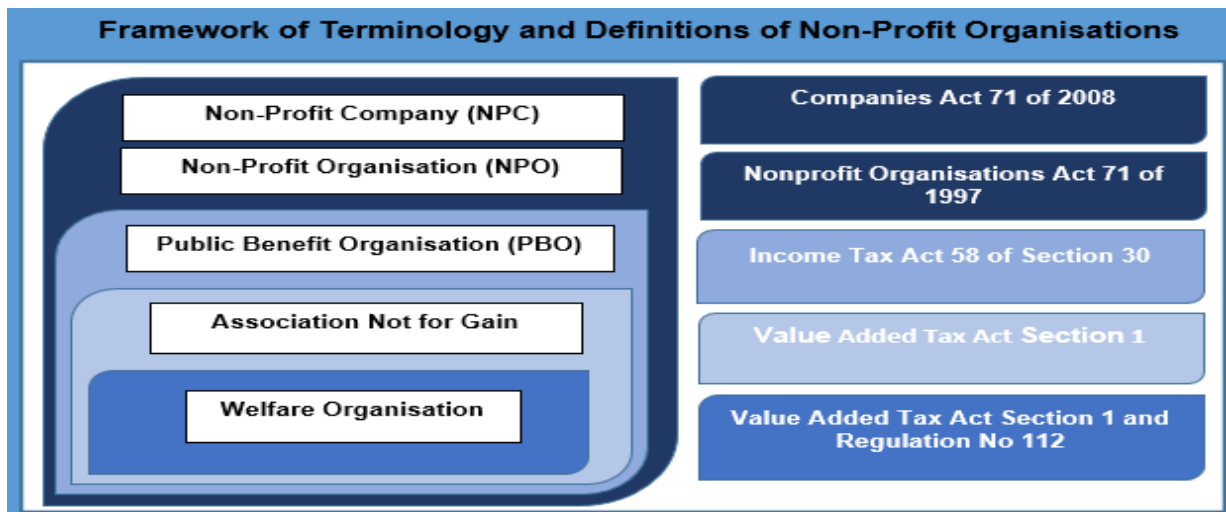 Framework of Terminology and Definitions of Non-Profit Organisations
Non-Profit Company (NPC)
Companies Act 71 of 2008
Non-Profit Organisation (NPO)
Nonprofit Organisations Act 71 of
1997
Public Benefit Organisation (PBO)
Income Tax Act 58 of Section 30
Association Not for Gain
Value Added Tax Act Section 1
Welfare Organisation
Value Added Tax Act Section 1 and
Regulation No 112